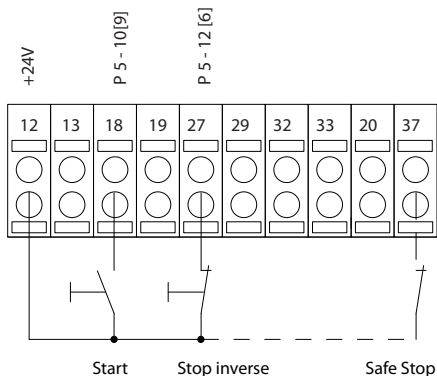 +24V
P 5 - 10[9]
P 5 - 12 [6]
12 13 18 19 27 29 32 33 20 37
Start Stop inverse Safe Stop